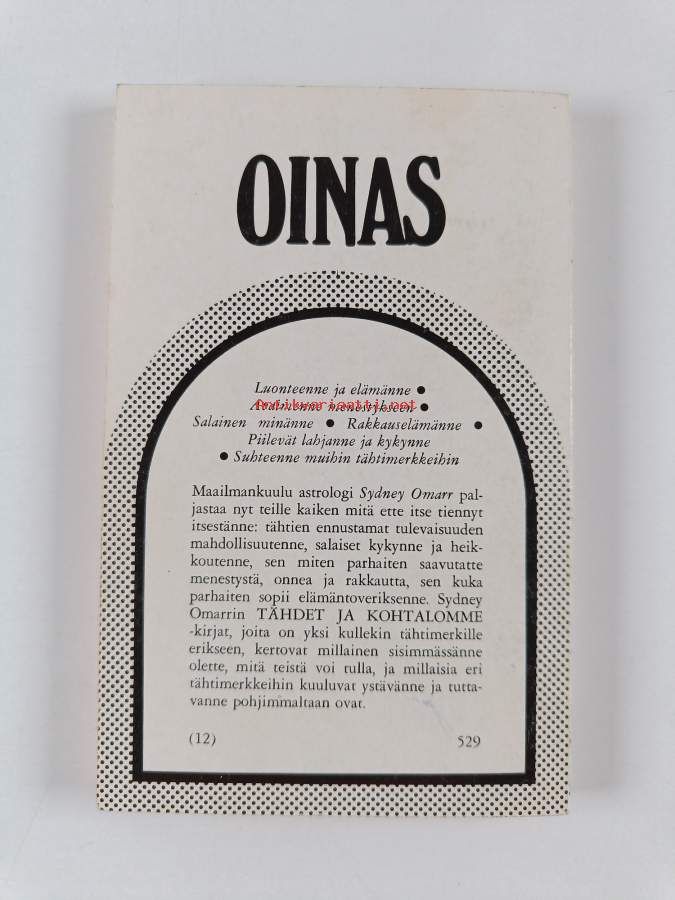 OINAS
Luonteenne ja elämänne ●
Avaimenne menestykseen ●
antikvariaatti.net
Salainen minänne ● Rakkauselämänne ●
Piilevät lahjanne ja kykynne
● Suhteenne muihin tähtimerkkeihin
Maailmankuulu astrologi Sydney Omarr pal-
jastaa nyt teille kaiken mitä ette itse tiennyt
itsestänne: tähtien ennustamat tulevaisuuden
mahdollisuutenne, salaiset kykynne ja heik-
koutenne, sen miten parhaiten saavutatte
menestystä, onnea ja rakkautta, sen kuka
parhaiten sopii elämäntoveriksenne. Sydney
Omarrin TÄHDET JA KOHTALOMME
-kirjat, joita on yksi kullekin tähtimerkille
erikseen, kertovat millainen sisimmässänne
olette, mitä teistä voi tulla, ja millaisia eri
tähtimerkkeihin kuuluvat ystävänne ja tutta-
vanne pohjimmaltaan ovat.
(12) 529